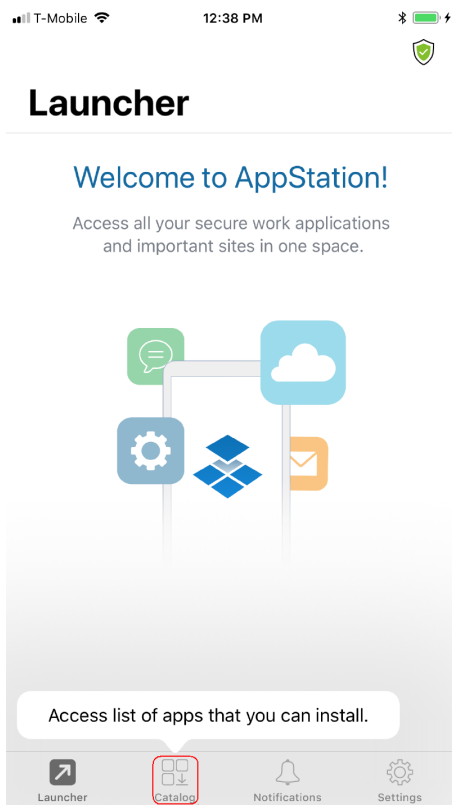 T-Mobile 12:38 PM
Launcher
Welcome to AppStation!
Access all your secure work applications
and important sites in one space.
Access list of apps that you can install.
Launcher Catalog Notifications Settings